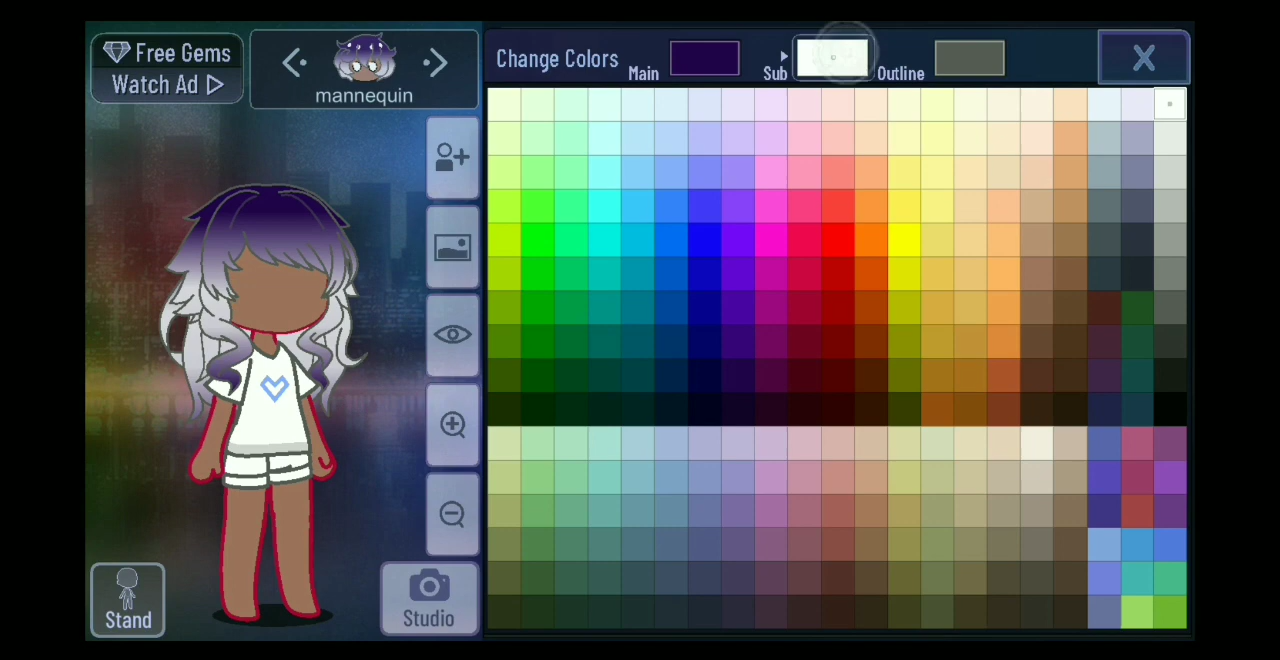 Free Gems
Watch Ad
mannequin
Change Colors
Main
Sub
Outline
X
Stand
Studio